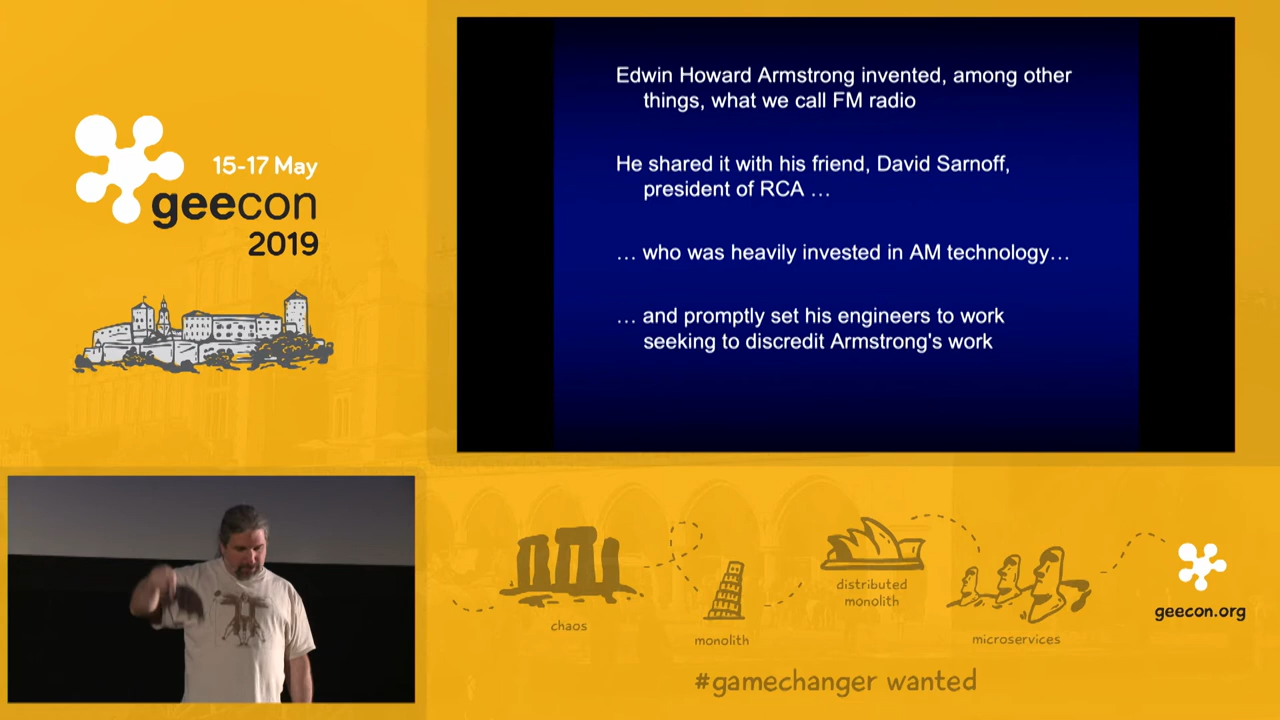 15-17 May
geecon
2019
Edwin Howard Armstrong invented, among other
things, what we call FM radio
He shared it with his friend, David Sarnoff,
president of RCA …
… who was heavily invested in AM technology…
… and promptly set his engineers to work
seeking to discredit Armstrong's work
chaos
monolith
distributed
monolith
microservices
geecon.org
#gamechanger wanted